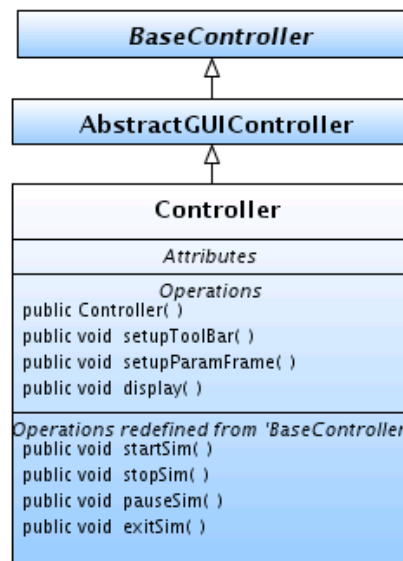 BaseController
AbstractGUIController
Controller
Attributes
Operations
public Controller( )
public void setupToolBar( )
public void setupParamFrame( )
public void display( )
Operations redefined from 'BaseController
public void startSim( )
public void stopSim( )
public void pauseSim( )
public void exitSim( )